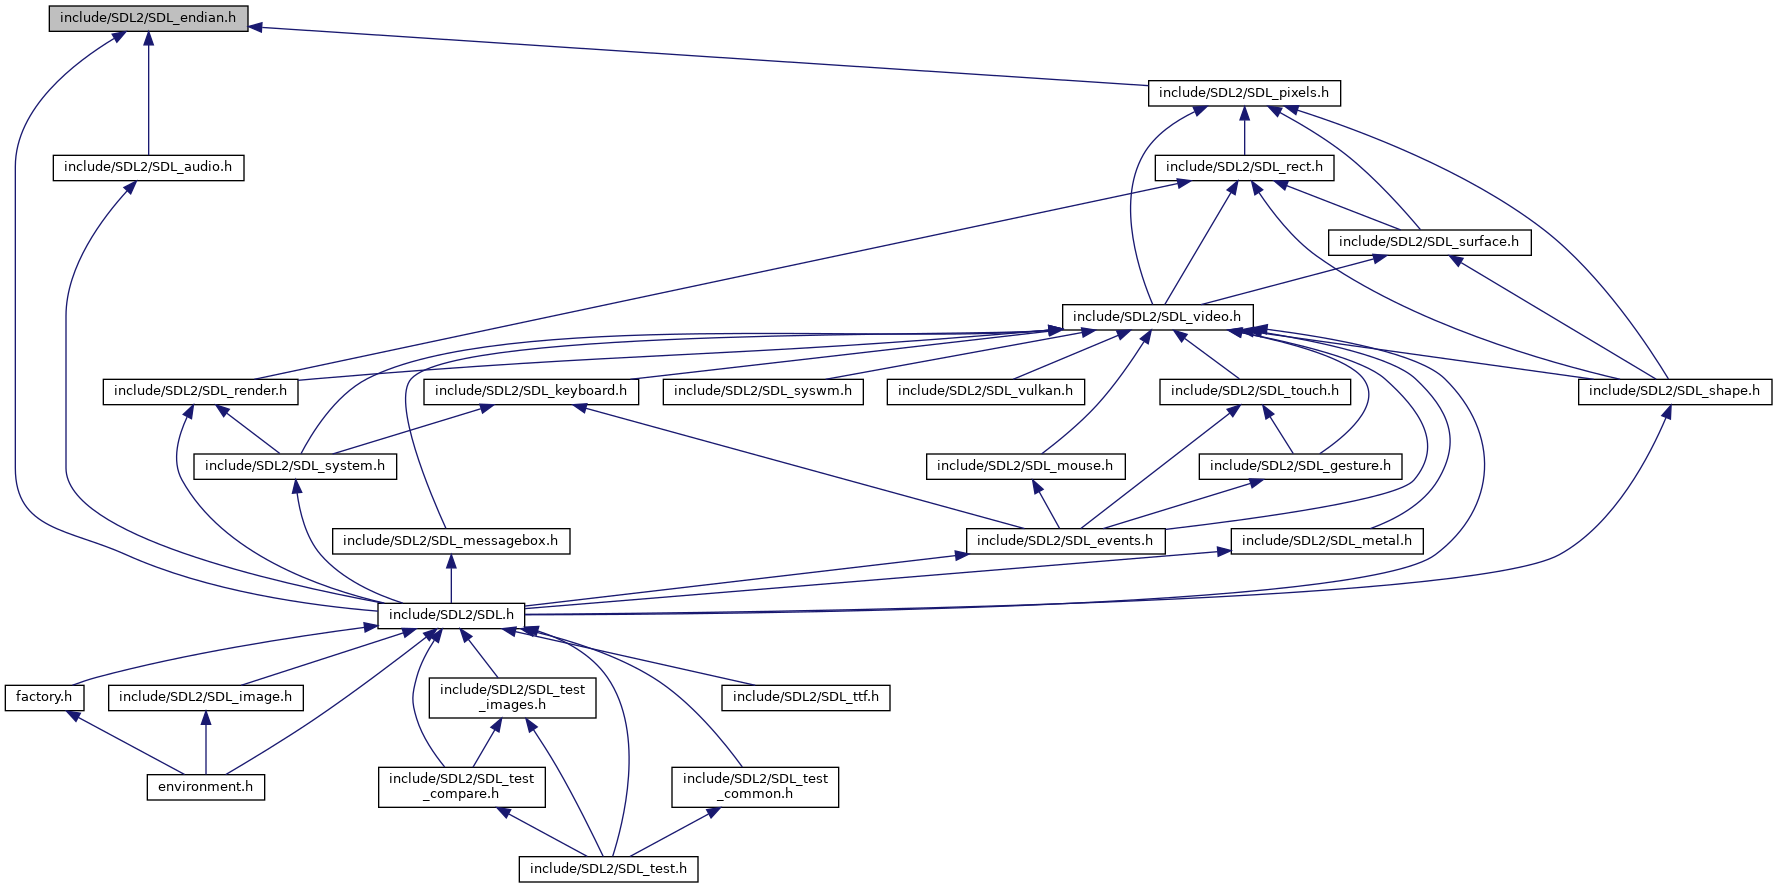 include/SDL2/SDL_endian.h
include/SDL2/SDL_pixels.h
include/SDL2/SDL_audio.h
include/SDL2/SDL_rect.h
include/SDL2/SDL_surface.h
include/SDL2/SDL_video.h
include/SDL2/SDL_render.h
include/SDL2/SDL_keyboard.h
include/SDL2/SDL_syswm.h
include/SDL2/SDL_vulkan.h
include/SDL2/SDL_touch.h
include/SDL2/SDL_shape.h
include/SDL2/SDL_system.h
include/SDL2/SDL_mouse.h
include/SDL2/SDL_gesture.h
include/SDL2/SDL_messagebox.h
include/SDL2/SDL_events.h
include/SDL2/SDL_metal.h
include/SDL2/SDL.h
factory.h
include/SDL2/SDL_image.h
include/SDL2/SDL_test
_images.h
include/SDL2/SDL_ttf.h
environment.h
include/SDL2/SDL_test
_compare.h
include/SDL2/SDL_test
_common.h
include/SDL2/SDL_test.h